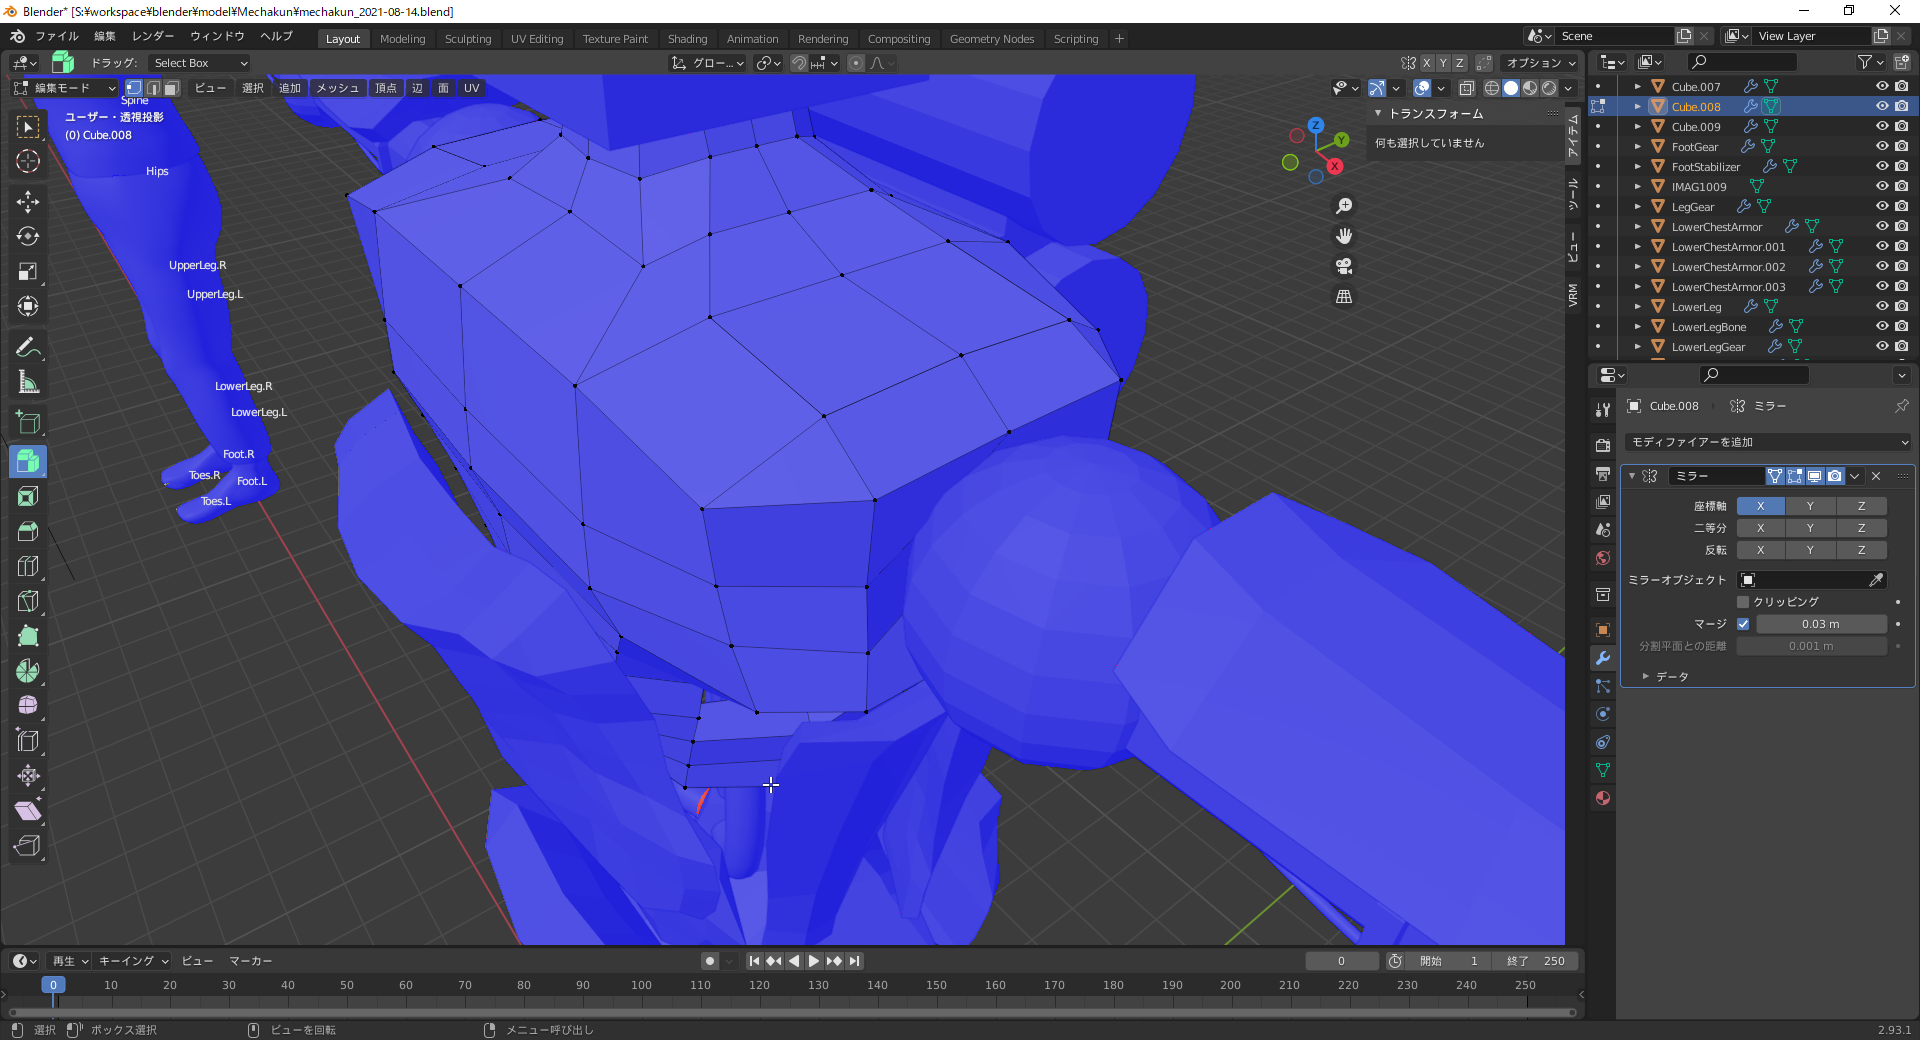 Blender* [S:¥workspace¥blender¥model¥Mechakun¥mechakun_2021-08-14.blend]
ファイル 編集 レンダー ウィンドウ ヘルプ Layout Modeling Sculpting UV Editing Texture Paint Shading Animation Rendering Compositing Geometry Nodes Scripting + Scene View Layer
ドラッグ: Select Box グロー... X Y Z オプション
編集モード ビュー 選択 追加 メッシュ 頂点 辺 面 UV
Spine
ユーザー・透視投影
(0) Cube.008
Hips
UpperLeg.R
UpperLeg.L
LowerLeg.R
LowerLeg.L
Foot.R
Toes.R
Foot.L
Toes.L
トランスフォーム
何も選択していません
Z
Y
X
アイテム
ツール
ビュー
VRM
Cube.007
Cube.008
Cube.009
FootGear
FootStabilizer
IMAG1009
LegGear
LowerChestArmor
LowerChestArmor.001
LowerChestArmor.002
LowerChestArmor.003
LowerLeg
LowerLegBone
LowerLegGear
Cube.008 ミラー
モディファイアーを追加
ミラー
座標軸 X Y Z
二等分 X Y Z
反転 X Y Z
ミラーオブジェクト
クリッピング
マージ 0.03 m
分割平面との距離 0.001 m
データ
再生 キーイング ビュー マーカー 0 開始 1 終了 250
0 10 20 30 40 50 60 70 80 90 100 110 120 130 140 150 160 170 180 190 200 210 220 230 240 250
選択 ボックス選択 ビューを回転 メニュー呼び出し 2.93.1